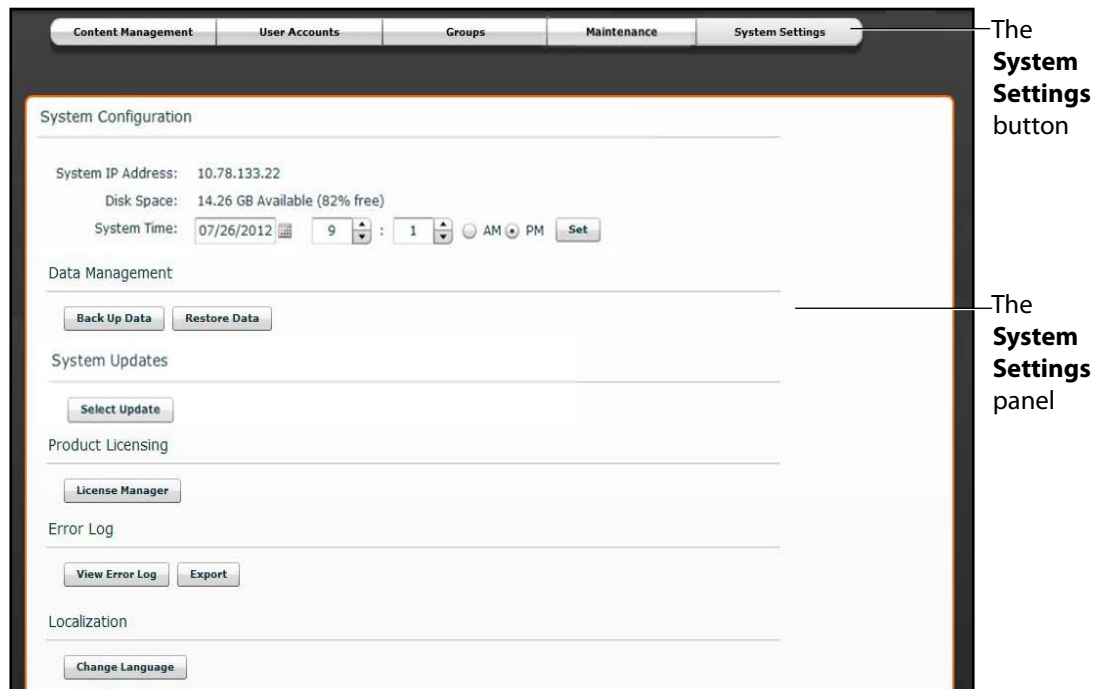 Content Management User Accounts Groups Maintenance System Settings
The
System
Settings
button
System Configuration
System IP Address: 10.78.133.22
Disk Space: 14.26 GB Available (82% free)
System Time: 07/26/2012 9 : 1 AM PM Set
Data Management
Back Up Data Restore Data
The
System
Settings
panel
System Updates
Select Update
Product Licensing
License Manager
Error Log
View Error Log Export
Localization
Change Language